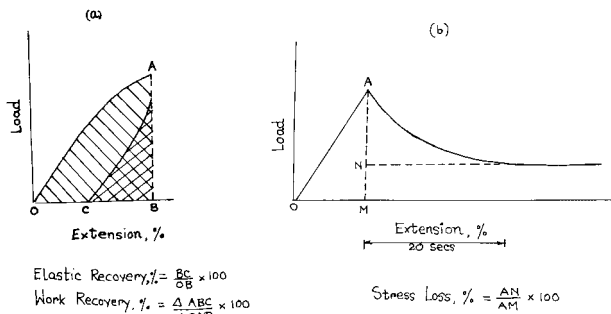 (a)
A
Load
O
C
B
Extension, %
Elastic Recovery,% = BC/OB × 100
Work Recovery, % = Δ ABC × 100
(b)
A
Load
N
O
M
Extension, %
20 secs
Stress Loss, % = AN/AM × 100